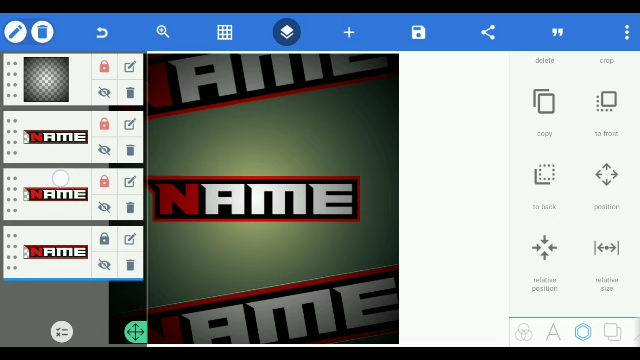 NAME
delete crop
NAME
copy to front
NAME
NAME
to back position
NAME
relative position relative size
NAME